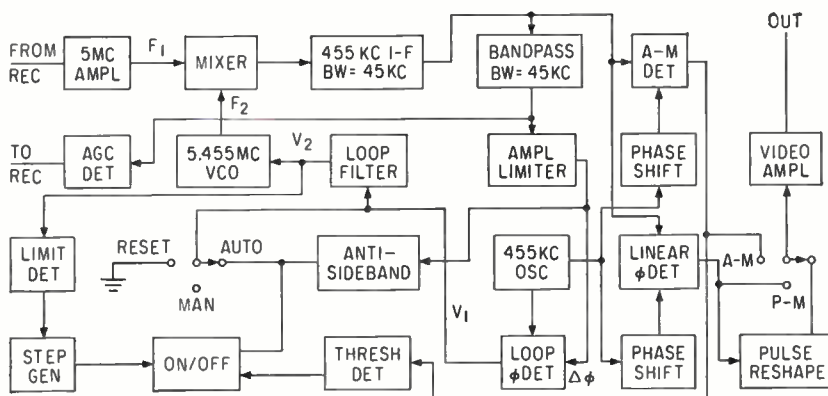 FROM
REC
5MC
AMPL
F1
MIXER
455 KC I-F
BW= 45KC
BANDPASS
BW= 45KC
A-M
DET
OUT
F2
TO
REC
AGC
DET
5.455MC
VCO
V2
LOOP
FILTER
AMPL
LIMITER
PHASE
SHIFT
VIDEO
AMPL
LIMIT
DET
RESET
AUTO
MAN
ANTI-
SIDEBAND
455KC
OSC
LINEAR
φDET
A-M
P-M
V1
STEP
GEN
ON/OFF
THRESH
DET
LOOP
φDET
Δφ
PHASE
SHIFT
PULSE
RESHAPE